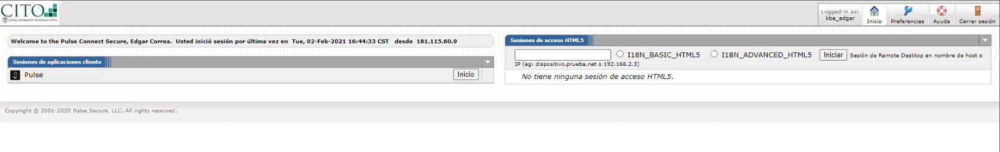 CITO
CENTRAL INFORMATION TECHNOLOGY OFFICE
Logged-in as:
kba_edgar
Inicio
Preferencias
Ayuda
Cerrar sesión
Welcome to the Pulse Connect Secure, Edgar Correa. Usted inició sesión por última vez en Tue, 02-Feb-2021 16:44:33 CST desde 181.115.60.9
Sesiones de aplicaciones cliente
Pulse Inicio
Sesiones de acceso HTML5
I18N_BASIC_HTML5 I18N_ADVANCED_HTML5 Iniciar Sesión de Remote Desktop en nombre de host o
IP (eg: dispositivo.prueba.net o 192.168.2.3)
No tiene ninguna sesión de acceso HTML5.
Copyright © 2001-2020 Pulse Secure, LLC. All rights reserved.